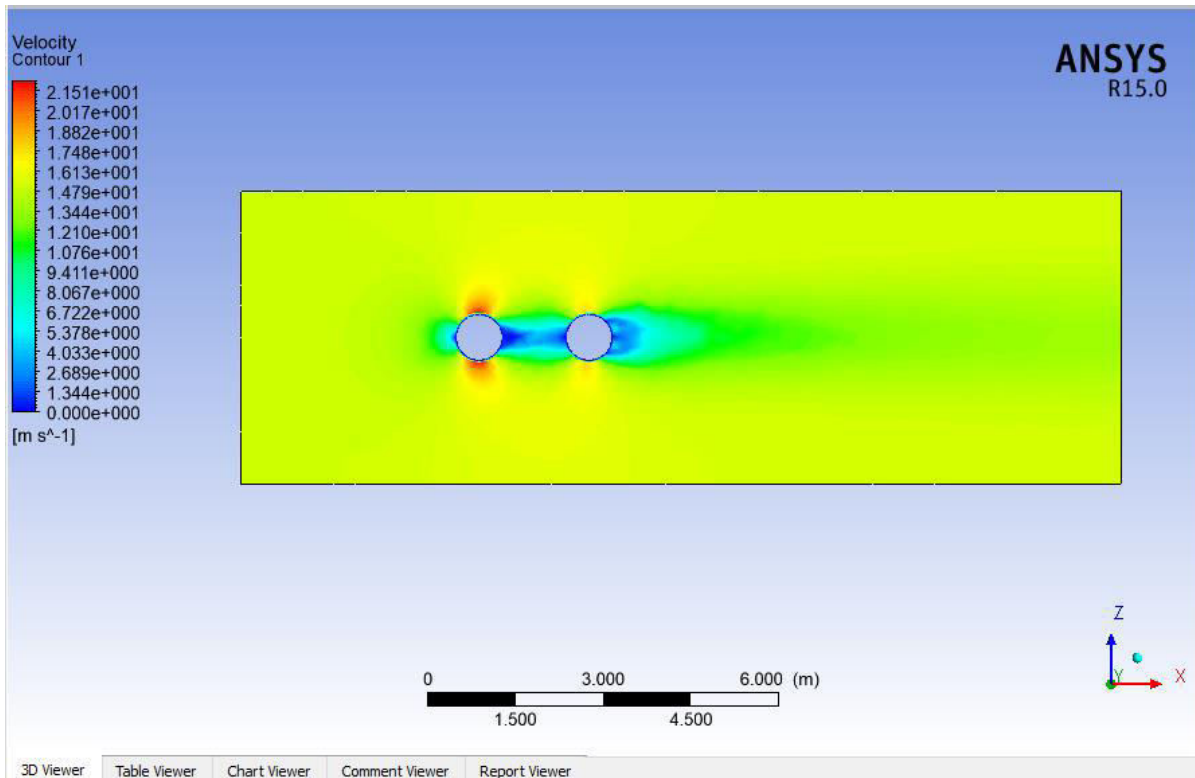 Velocity
Contour 1
2.151e+001
2.017e+001
1.882e+001
1.748e+001
1.613e+001
1.479e+001
1.344e+001
1.210e+001
1.076e+001
9.411e+000
8.067e+000
6.722e+000
5.378e+000
4.033e+000
2.689e+000
1.344e+000
0.000e+000
[m s^-1]
ANSYS
R15.0
0 3.000 6.000 (m)
1.500 4.500
Z
Y X
3D Viewer Table Viewer Chart Viewer Comment Viewer Report Viewer